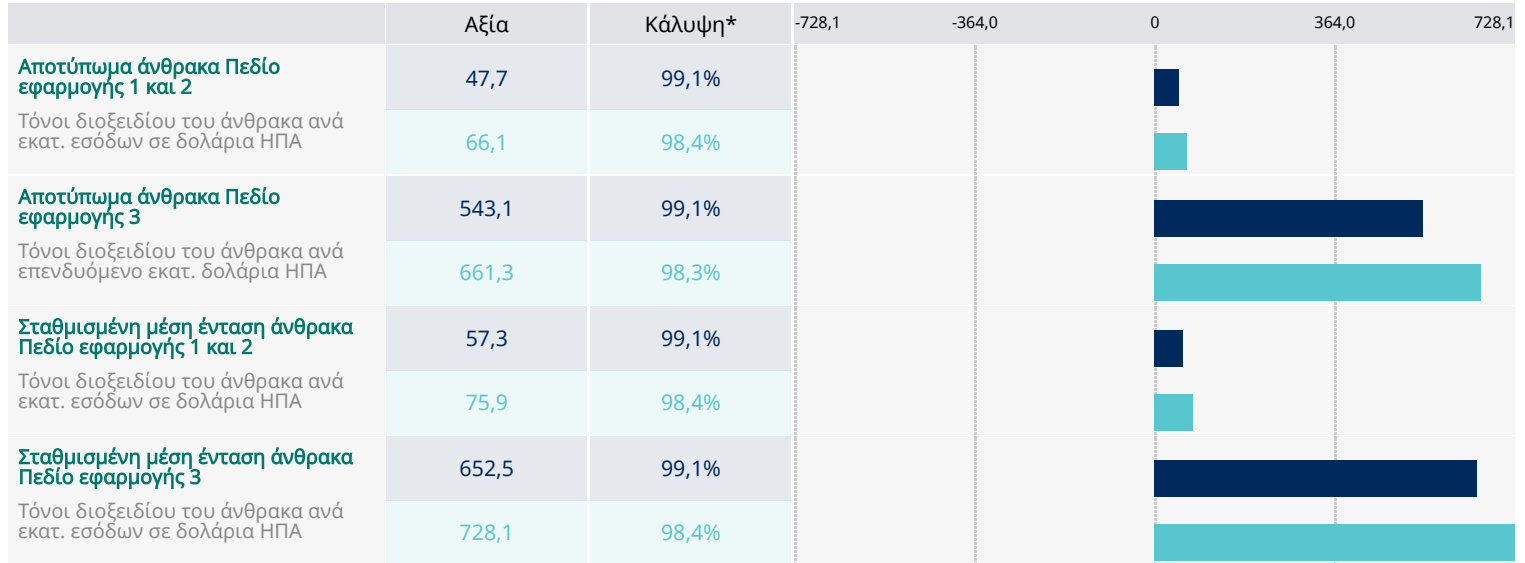 Αξία Κάλυψη* -728,1 -364,0 0 364,0 728,1
Αποτύπωμα άνθρακα Πεδίο
εφαρμογής 1 και 2
Τόνοι διοξειδίου του άνθρακα ανά
εκατ. εσόδων σε δολάρια ΗΠΑ
47,7 99,1%
66,1 98,4%
Αποτύπωμα άνθρακα Πεδίο
εφαρμογής 3
Τόνοι διοξειδίου του άνθρακα ανά
επενδυόμενο εκατ. δολάρια ΗΠΑ
543,1 99,1%
661,3 98,3%
Σταθμισμένη μέση ένταση άνθρακα
Πεδίο εφαρμογής 1 και 2
Τόνοι διοξειδίου του άνθρακα ανά
εκατ. εσόδων σε δολάρια ΗΠΑ
57,3 99,1%
75,9 98,4%
Σταθμισμένη μέση ένταση άνθρακα
Πεδίο εφαρμογής 3
Τόνοι διοξειδίου του άνθρακα ανά
εκατ. εσόδων σε δολάρια ΗΠΑ
652,5 99,1%
728,1 98,4%